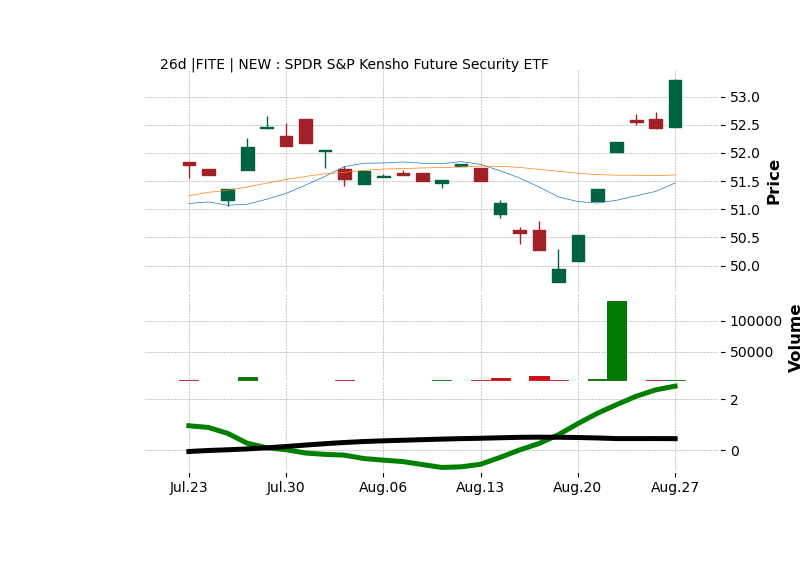 26d |FITE | NEW : SPDR S&P Kensho Future Security ETF
53.0
52.5
52.0
51.5
51.0
50.5
50.0
Price
100000
50000
Volume
2
0
Jul.23 Jul.30 Aug.06 Aug.13 Aug.20 Aug.27